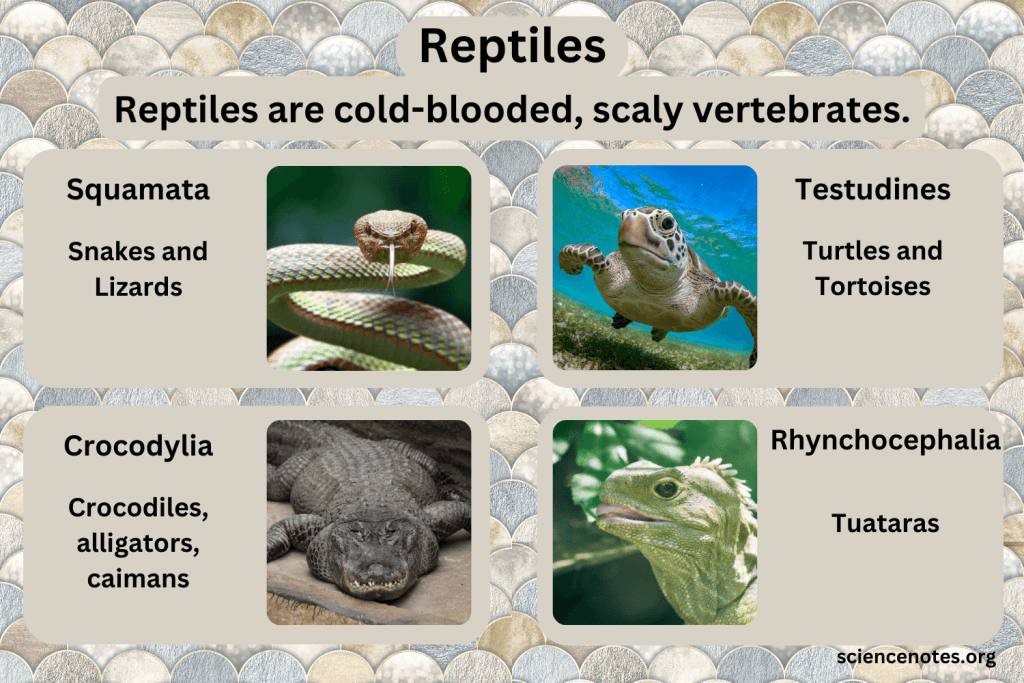 Reptiles
Reptiles are cold-blooded, scaly vertebrates.
Squamata
Snakes and
Lizards
Testudines
Turtles and
Tortoises
Crocodylia
Crocodiles,
alligators,
caimans
Rhynchocephalia
Tuataras
sciencenotes.org